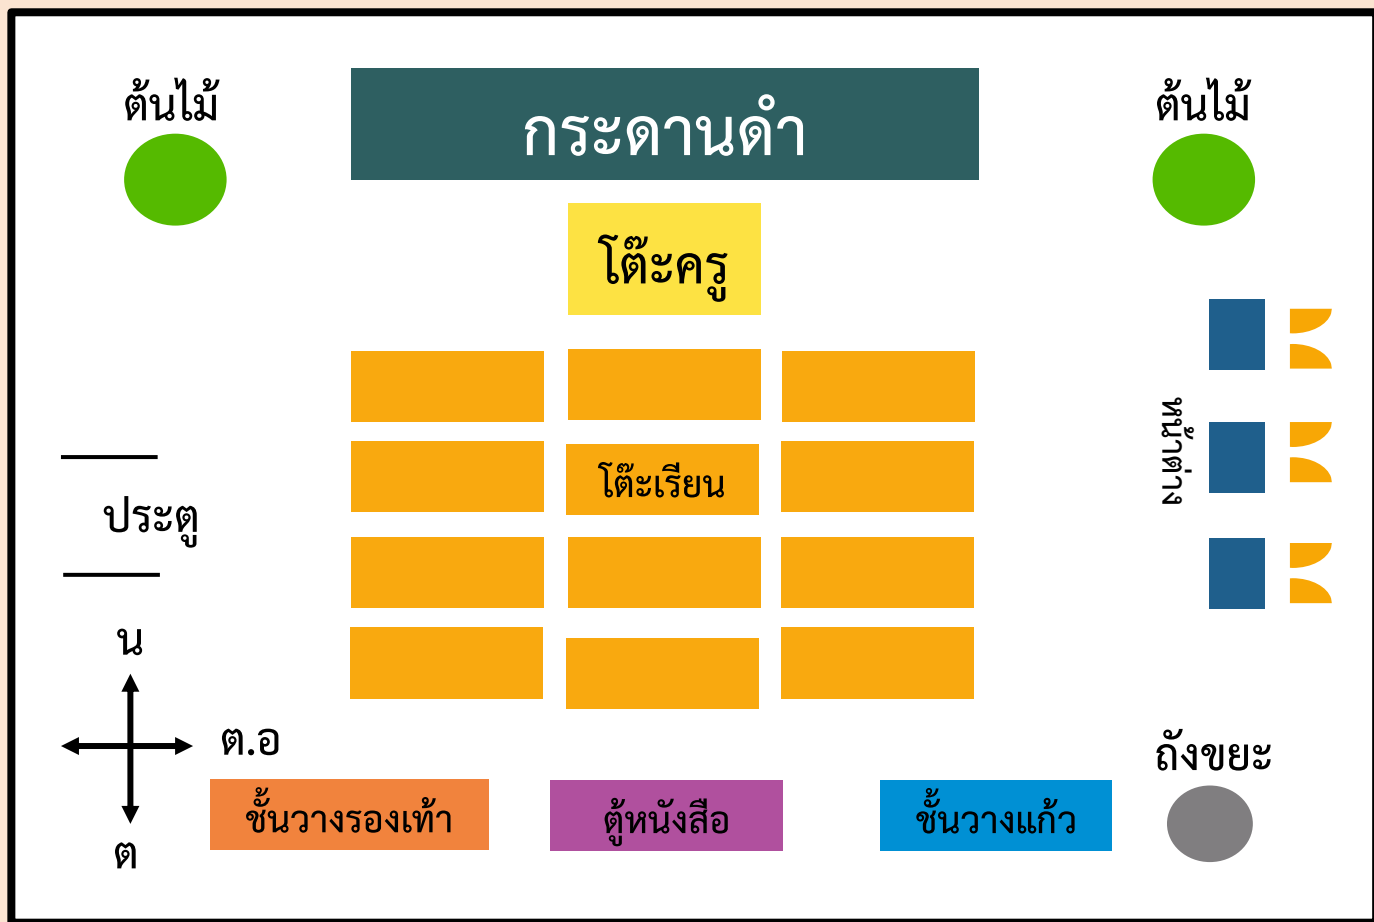 ต้นไม้
กระดานดำ
ต้นไม้
โต๊ะครู
หน้าต่าง
โต๊ะเรียน
ประตู
น
ต.อ
ต
ถังขยะ
ชั้นวางรองเท้า
ตู้หนังสือ
ชั้นวางแก้ว